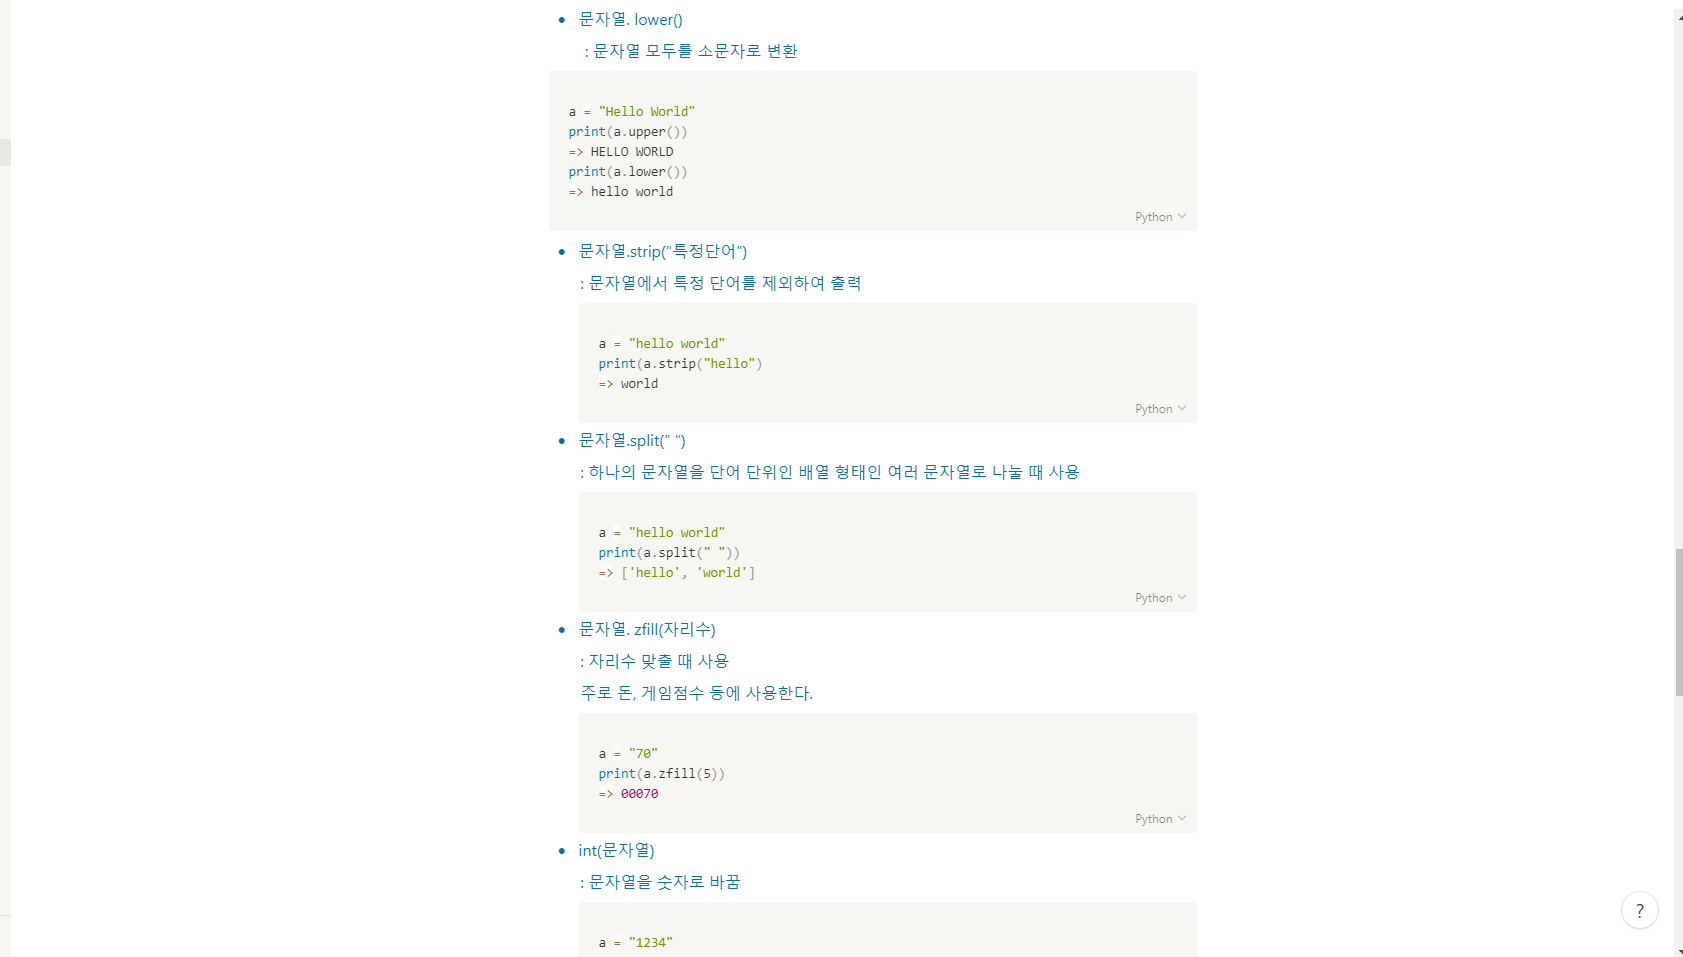 • 문자열. lower()
: 문자열 모두를 소문자로 변환
a = "Hello World"
print(a.upper())
=> HELLO WORLD
print(a.lower())
=> hello world
Python
• 문자열.strip("특정단어")
: 문자열에서 특정 단어를 제외하여 출력
a = "hello world"
print(a.strip("hello")
=> world
Python
• 문자열.split(" ")
: 하나의 문자열을 단어 단위인 배열 형태인 여러 문자열로 나눌 때 사용
a = "hello world"
print(a.split(" "))
=> ['hello', 'world']
Python
• 문자열. zfill(자리수)
: 자리수 맞출 때 사용
주로 돈, 게임점수 등에 사용한다.
a = "70"
print(a.zfill(5))
=> 00070
Python
• int(문자열)
: 문자열을 숫자로 바꿈
a = "1234"
?